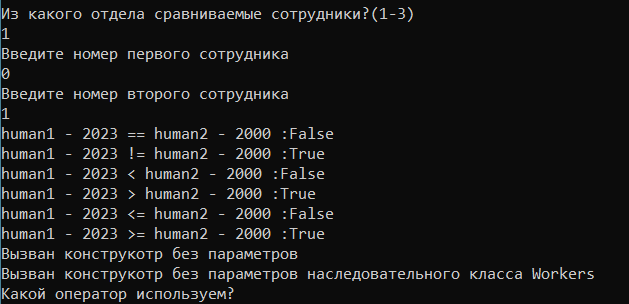 Из какого отдела сравниваемые сотрудники?(1-3)
1
Введите номер первого сотрудника
0
Введите номер второго сотрудника
1
human1 - 2023 == human2 - 2000 :False
human1 - 2023 != human2 - 2000 :True
human1 - 2023 < human2 - 2000 :False
human1 - 2023 > human2 - 2000 :True
human1 - 2023 <= human2 - 2000 :False
human1 - 2023 >= human2 - 2000 :True
Вызван конструкотр без параметров
Вызван конструкотр без параметров наследовательного класса Workers
Какой оператор используем?